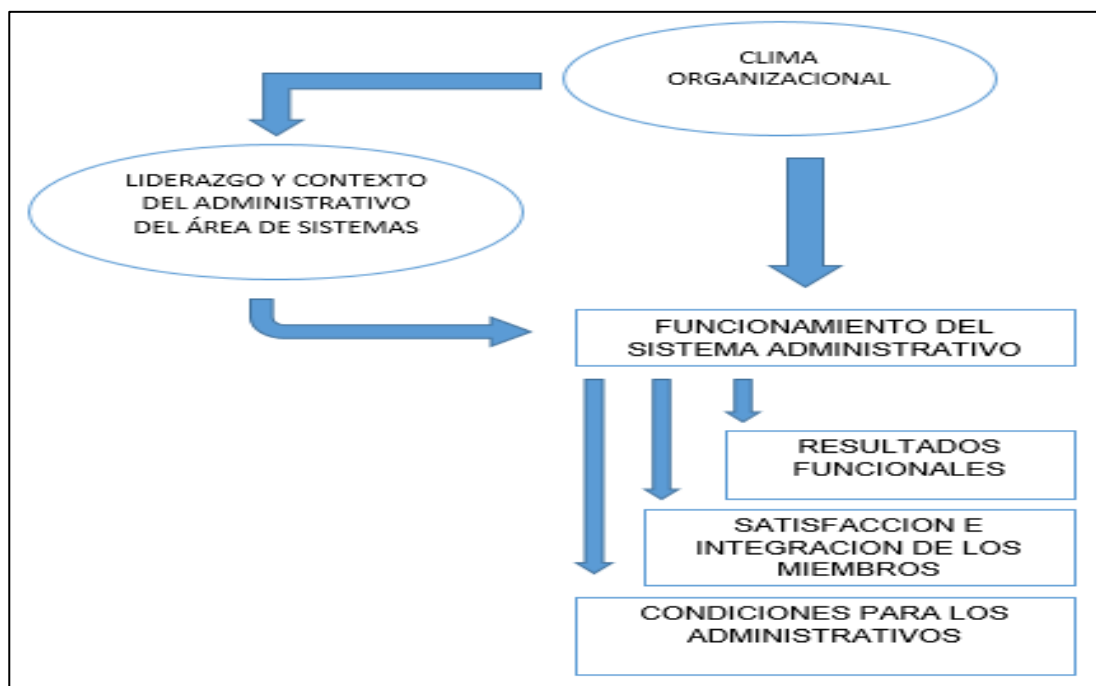 CLIMA
ORGANIZACIONAL
LIDERAZGO Y CONTEXTO
DEL ADMINISTRATIVO
DEL ÁREA DE SISTEMAS
FUNCIONAMIENTO DEL
SISTEMA ADMINISTRATIVO
RESULTADOS
FUNCIONALES
SATISFACCION E
INTEGRACION DE LOS
MIEMBROS
CONDICIONES PARA LOS
ADMINISTRATIVOS